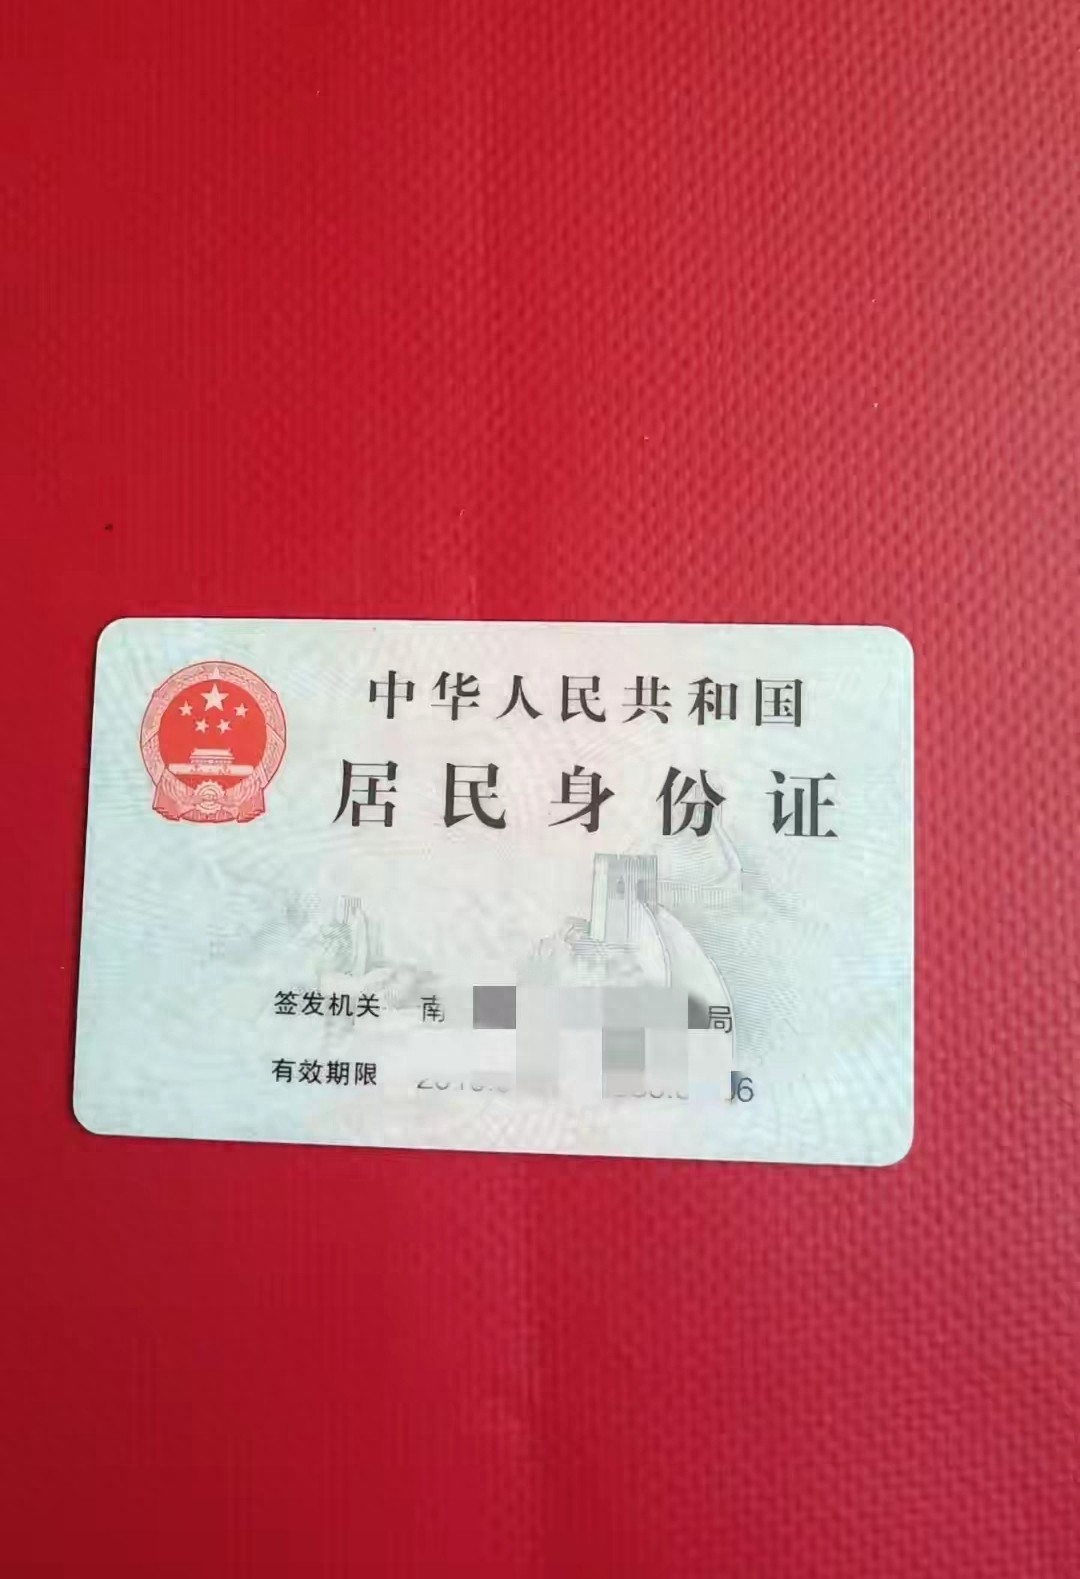 中华人民共和国
居民身份证
签发机关 南 局
有效期限 6